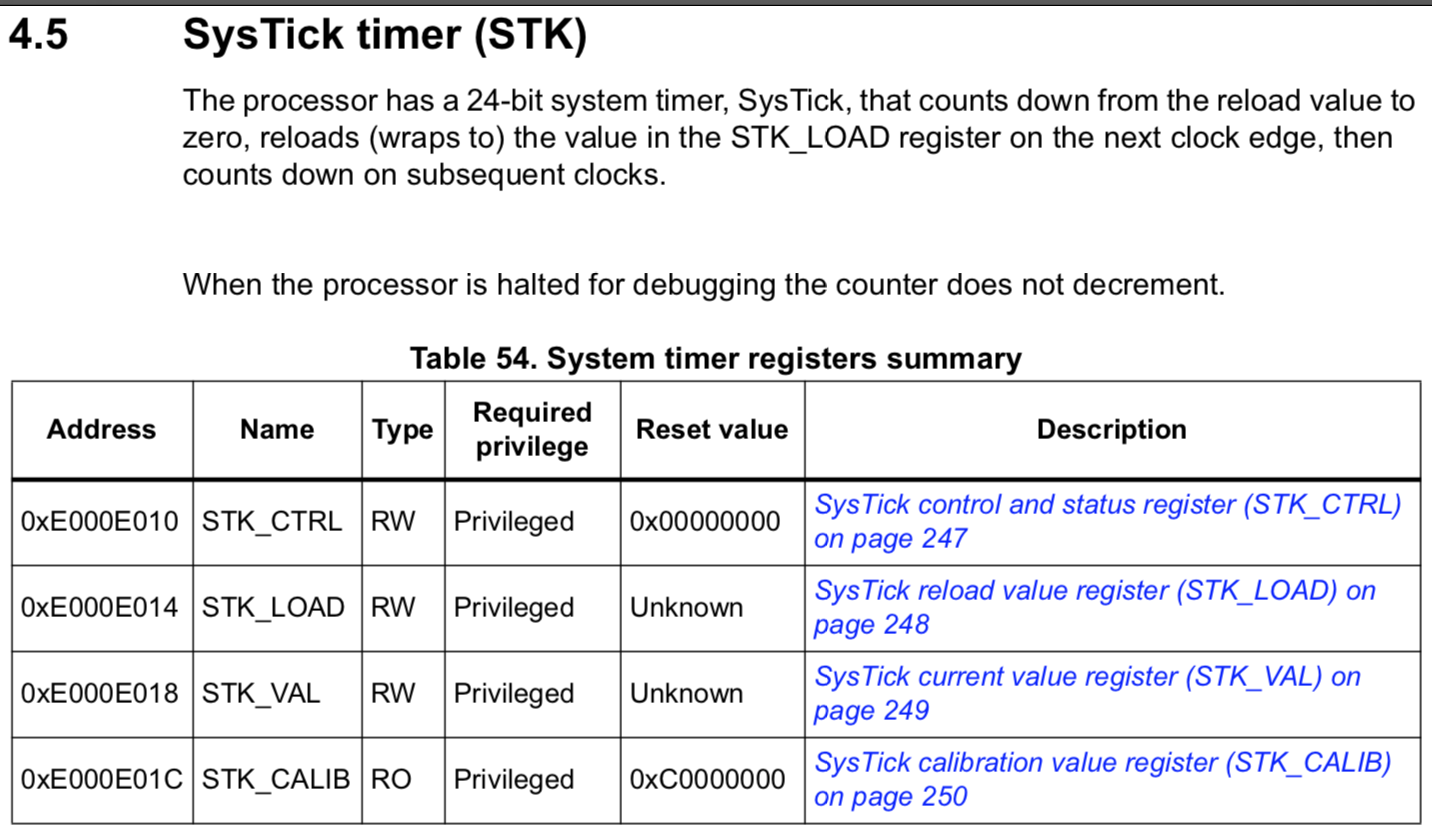 4.5 SysTick timer (STK)
The processor has a 24-bit system timer, SysTick, that counts down from the reload value to
zero, reloads (wraps to) the value in the STK_LOAD register on the next clock edge, then
counts down on subsequent clocks.
When the processor is halted for debugging the counter does not decrement.
Table 54. System timer registers summary
Address Name Type Required privilege Reset value Description
0xE000E010 STK_CTRL RW Privileged 0x00000000 SysTick control and status register (STK_CTRL)
on page 247
0xE000E014 STK_LOAD RW Privileged Unknown SysTick reload value register (STK_LOAD) on
page 248
0xE000E018 STK_VAL RW Privileged Unknown SysTick current value register (STK_VAL) on
page 249
0xE000E01C STK_CALIB RO Privileged 0xC0000000 SysTick calibration value register (STK_CALIB)
on page 250